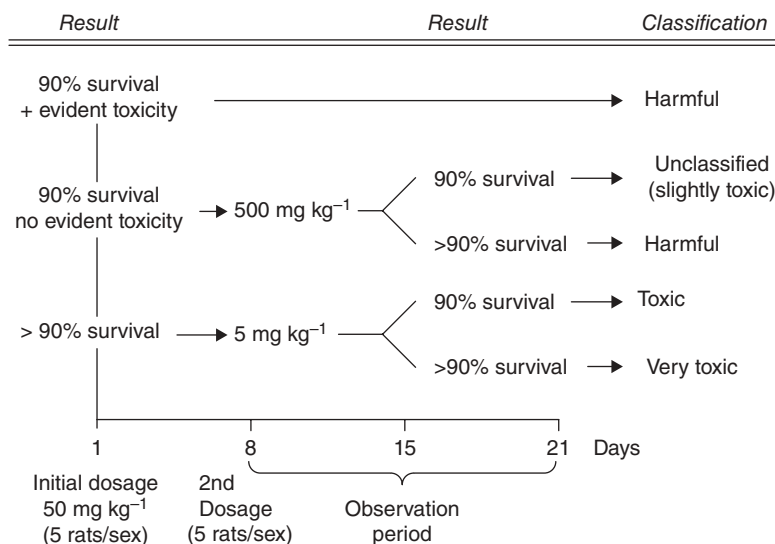 Result Result Classification
90% survival
+ evident toxicity
Harmful
90% survival
no evident toxicity
500 mg kg⁻¹
90% survival
Unclassified
(slightly toxic)
>90% survival
Harmful
> 90% survival
5 mg kg⁻¹
90% survival
Toxic
>90% survival
Very toxic
1 8 15 21 Days
Initial dosage
50 mg kg⁻¹
(5 rats/sex)
2nd
Dosage
(5 rats/sex)
Observation
period